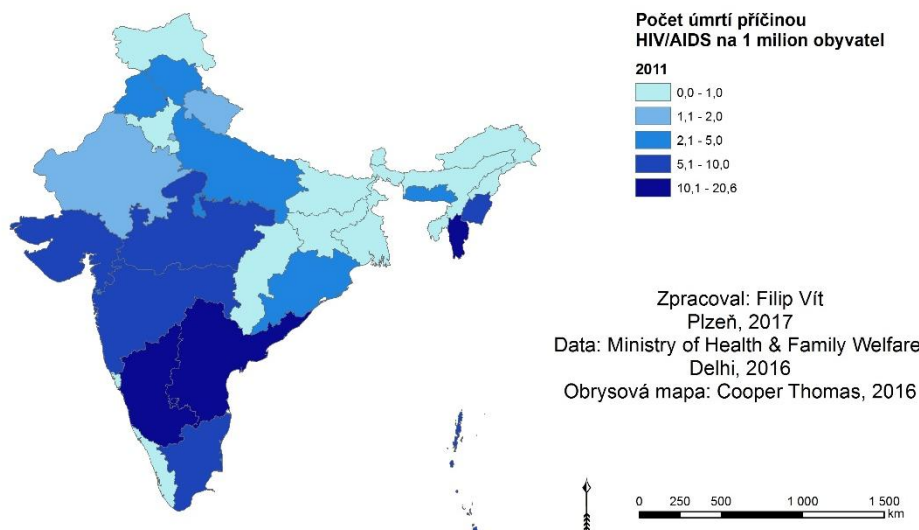 Počet úmrtí příčinou
HIV/AIDS na 1 milion obyvatel
2011
0,0 - 1,0
1,1 - 2,0
2,1 - 5,0
5,1 - 10,0
10,1 - 20,6
Zpracoval: Filip Vít
Plzeň, 2017
Data: Ministry of Health & Family Welfare
Delhi, 2016
Obrysová mapa: Cooper Thomas, 2016
0 250 500 1 000 1 500
km